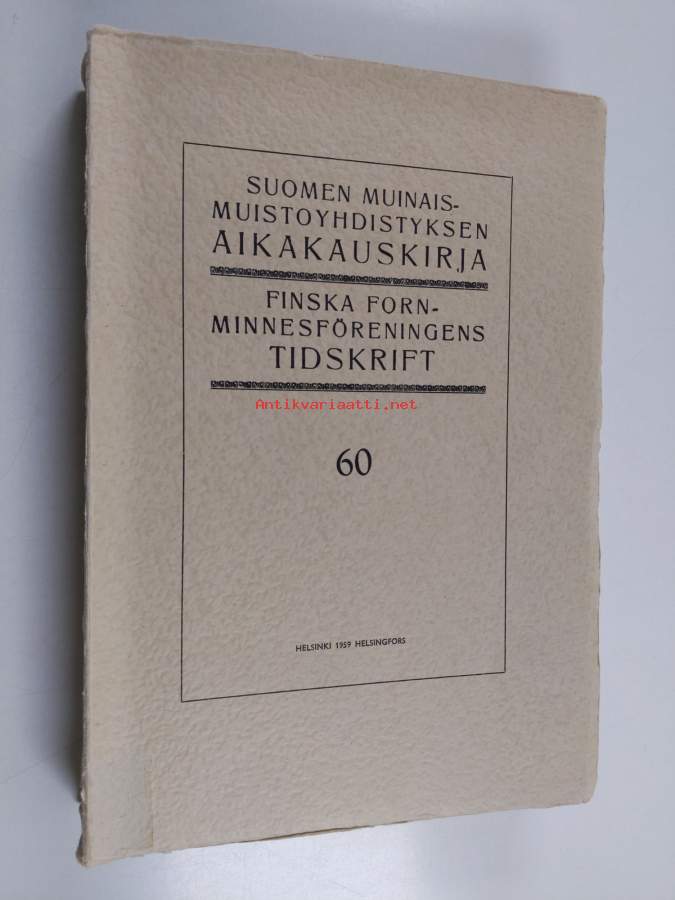 SUOMEN MUINAIS-
MUISTOYHDISTYKSEN
AIKAKAUSKIRJA
FINSKA FORN-
MINNESFÖRENINGENS
TIDSKRIFT
Antikvariaatti.net
60
HELSINKI 1959 HELSINGFORS